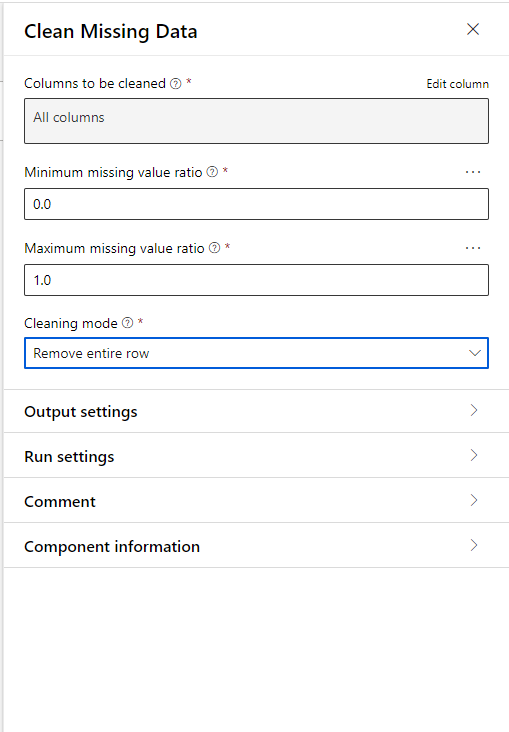 Clean Missing Data
Columns to be cleaned ? * Edit column
All columns
Minimum missing value ratio ? * ...
0.0
Maximum missing value ratio ? * ...
1.0
Cleaning mode ? *
Remove entire row
Output settings
Run settings
Comment
Component information